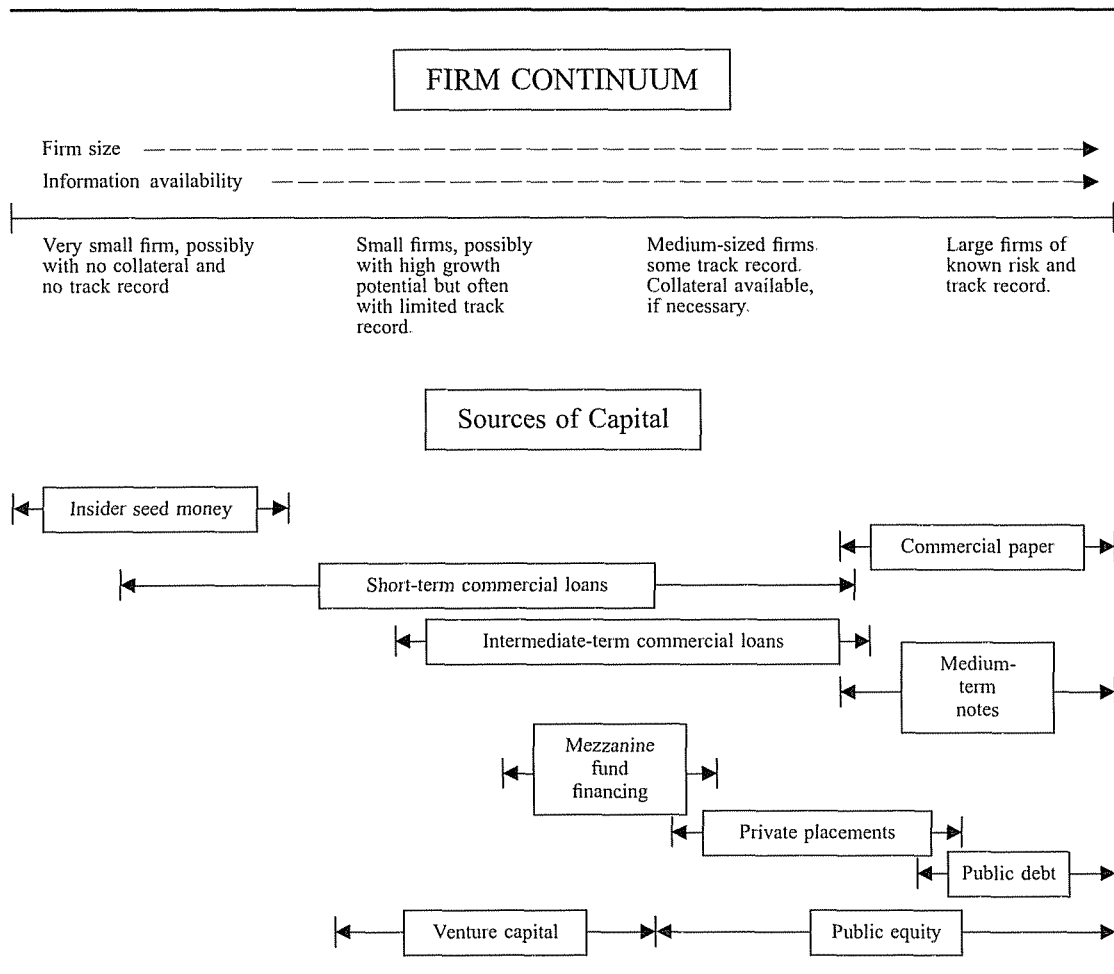 FIRM CONTINUUM
Firm size
Information availability
Very small firm, possibly
with no collateral and
no track record
Small firms, possibly
with high growth
potential but often
with limited track
record.
Medium-sized firms.
some track record.
Collateral available,
if necessary.
Large firms of
known risk and
track record.
Sources of Capital
Insider seed money
Commercial paper
Short-term commercial loans
Intermediate-term commercial loans
Medium-
term
notes
Mezzanine
fund
financing
Private placements
Public debt
Venture capital
Public equity